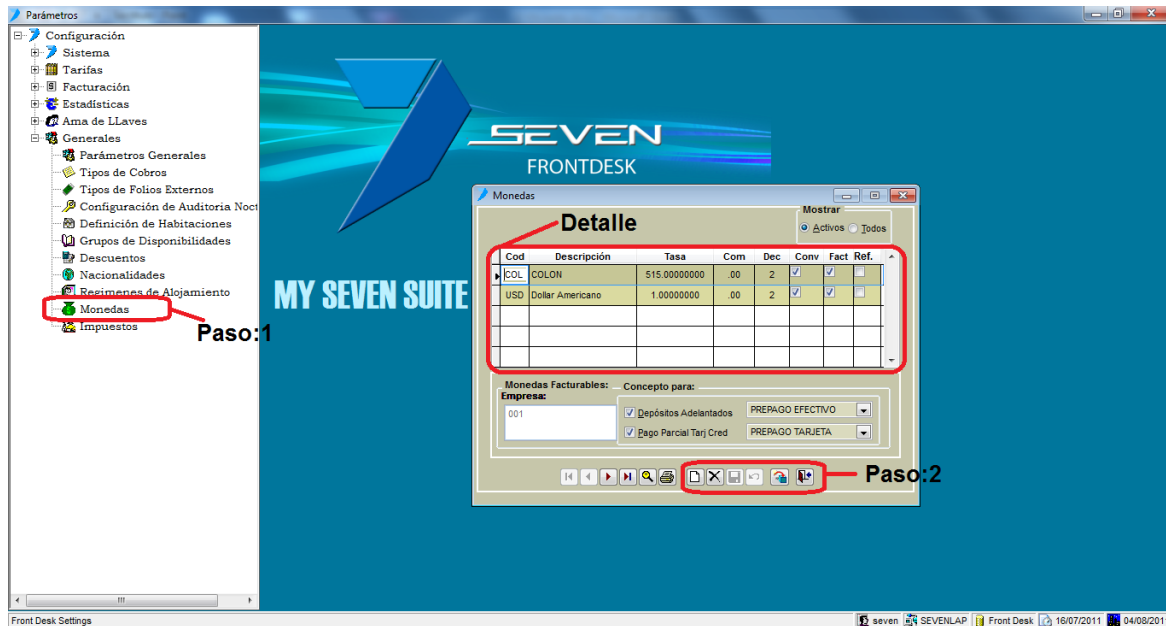 Parámetros
Configuración
Sistema
Tarifas
Facturación
Estadísticas
Ama de LLaves
Generales
Parámetros Generales
Tipos de Cobros
Tipos de Folios Externos
Configuración de Auditoria Noct
Definición de Habitaciones
Grupos de Disponibilidades
Descuentos
Nacionalidades
Regimenes de Alojamiento
Monedas
Impuestos
Paso:1
SEVEN
FRONTDESK
MY SEVEN SUITE
Monedas
Detalle
Mostrar
Activos Todos
Cod Descripción Tasa Com Dec Conv Fact Ref.
COL COLON 515.00000000 .00 2
USD Dollar Americano 1.00000000 .00 2
Monedas Facturables:
Empresa:
001
Concepto para:
Depósitos Adelantados PREPAGO EFECTIVO
Pago Parcial Tarj Cred PREPAGO TARJETA
Paso:2
Front Desk Settings seven SEVENLAP Front Desk 16/07/2011 04/08/201